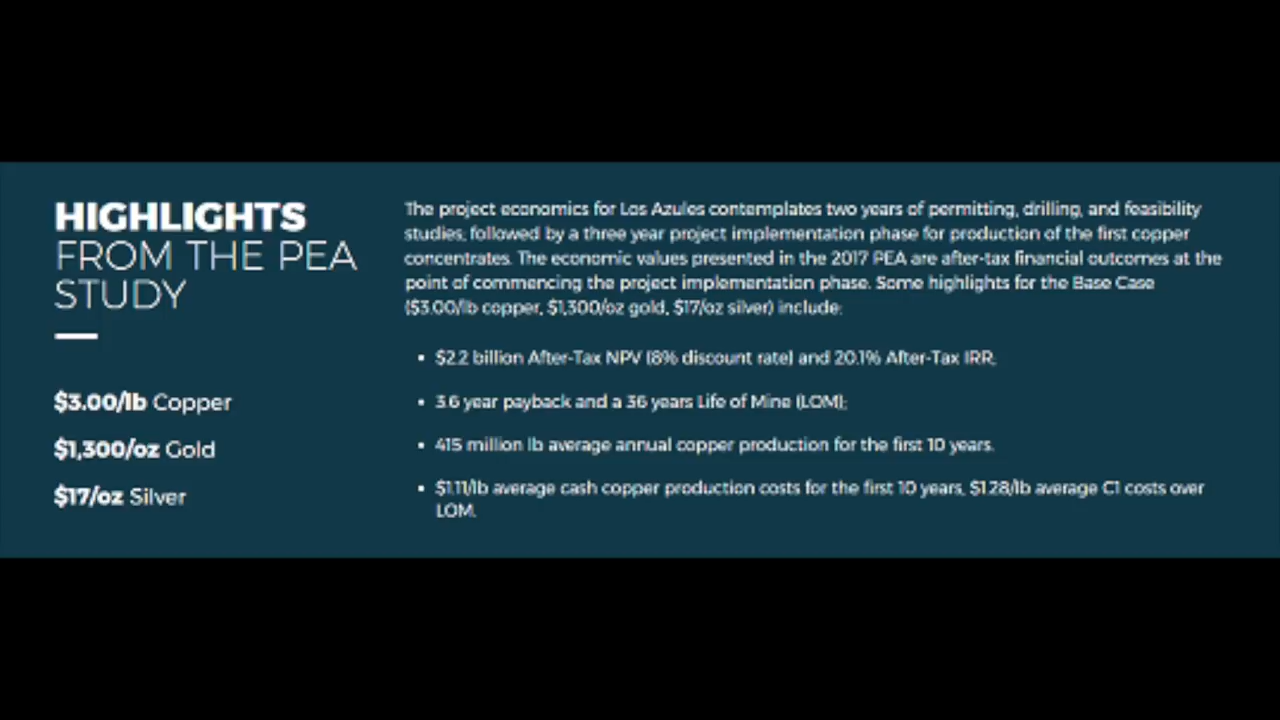 HIGHLIGHTS
FROM THE PEA
STUDY
$3.00/lb Copper
$1,300/oz Gold
$17/oz Silver
The project economics for Los Azules contemplates two years of permitting, drilling, and feasibility
studies, followed by a three year project implementation phase for production of the first copper
concentrates. The economic values presented in the 2017 PEA are after-tax financial outcomes at the
point of commencing the project implementation phase. Some highlights for the Base Case
($3.00/lb copper, $1,300/oz gold, $17/oz silver) include:
• $2.2 billion After-Tax NPV (8% discount rate) and 20.1% After-Tax IRR,
• 3.6 year payback and a 36 years Life of Mine (LOM);
• 415 million lb average annual copper production for the first 10 years.
• $1.11/lb average cash copper production costs for the first 10 years, $1.28/lb average C1 costs over
LOM.